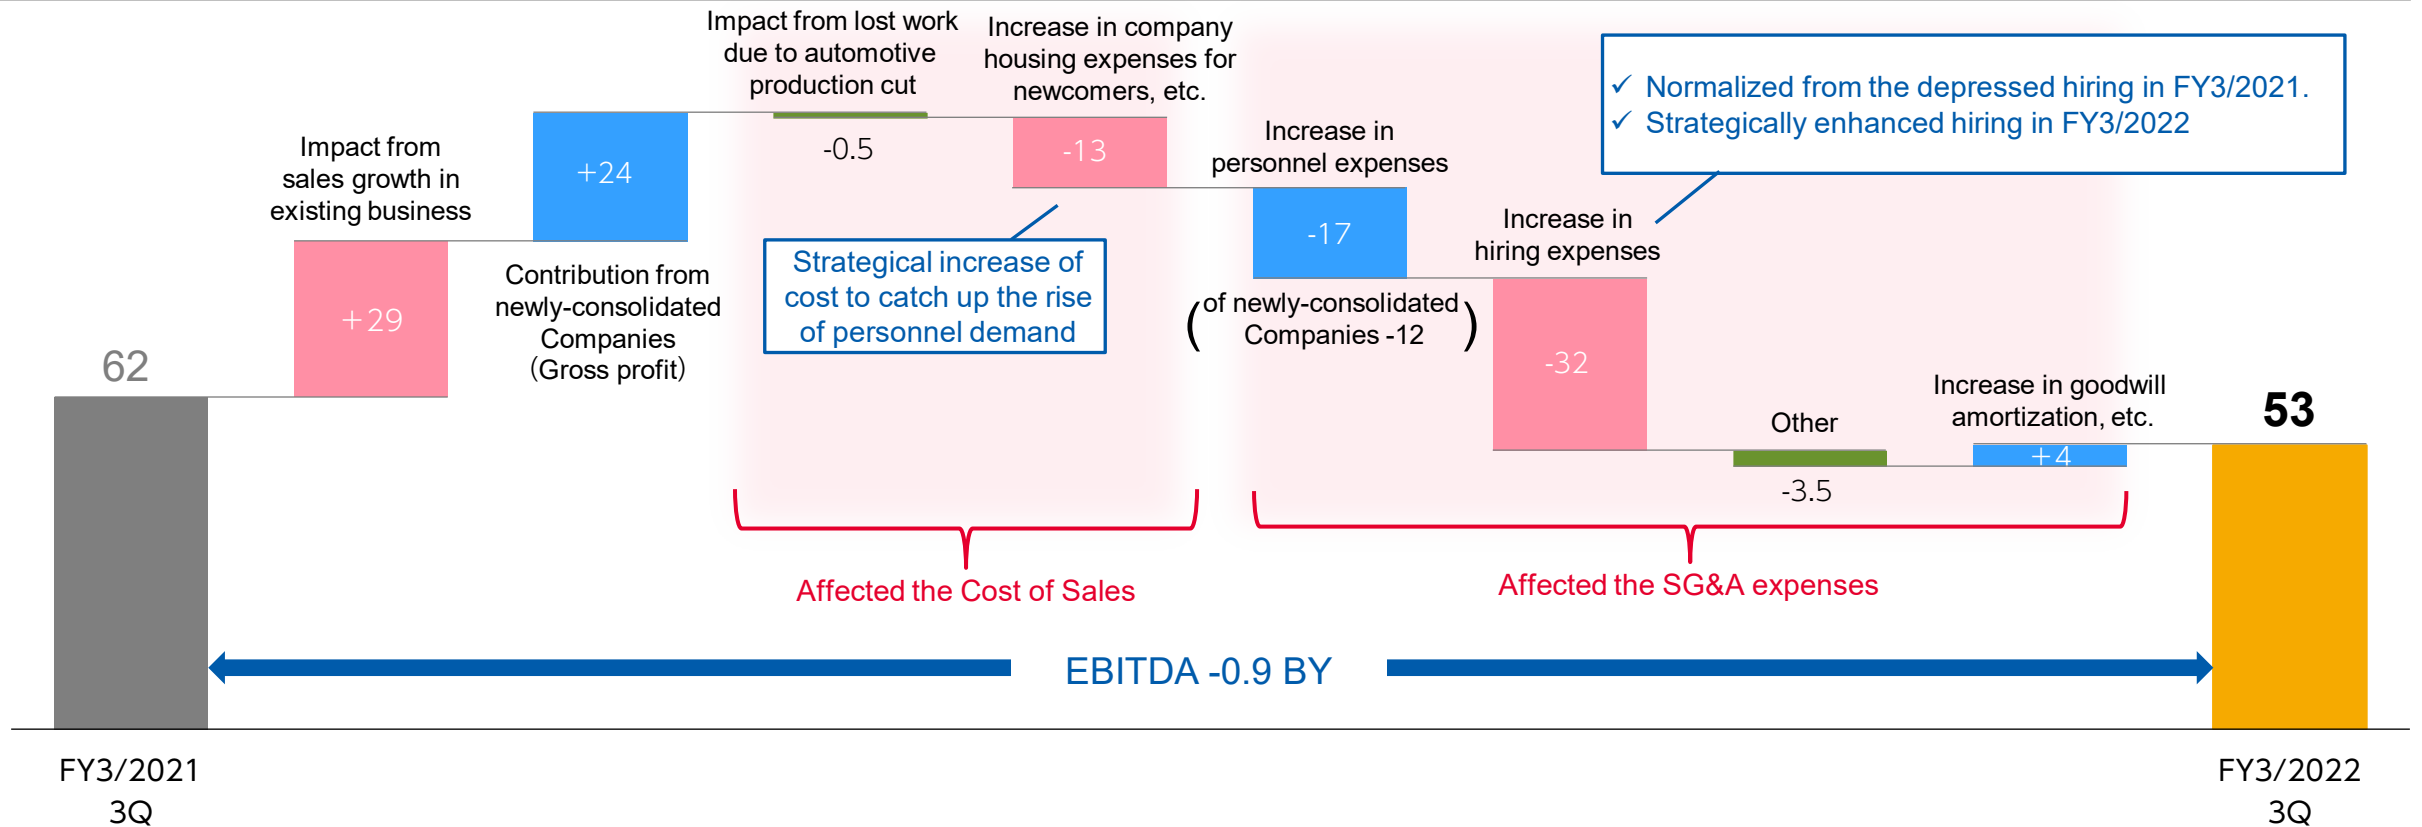 Impact from lost work
due to automotive
production cut
Increase in company
housing expenses for
newcomers, etc.
✓ Normalized from the depressed hiring in FY3/2021.
✓ Strategically enhanced hiring in FY3/2022
Impact from
sales growth in
existing business
+24
-0.5
-13
Increase in
personnel expenses
-17
Increase in
hiring expenses
Contribution from
newly-consolidated
Companies
(Gross profit)
Strategical increase of
cost to catch up the rise
of personnel demand
(of newly-consolidated
Companies -12)
+29
62
-32
Other
-3.5
Increase in goodwill
amortization, etc.
+4
53
Affected the Cost of Sales
Affected the SG&A expenses
EBITDA -0.9 BY
FY3/2021
3Q
FY3/2022
3Q